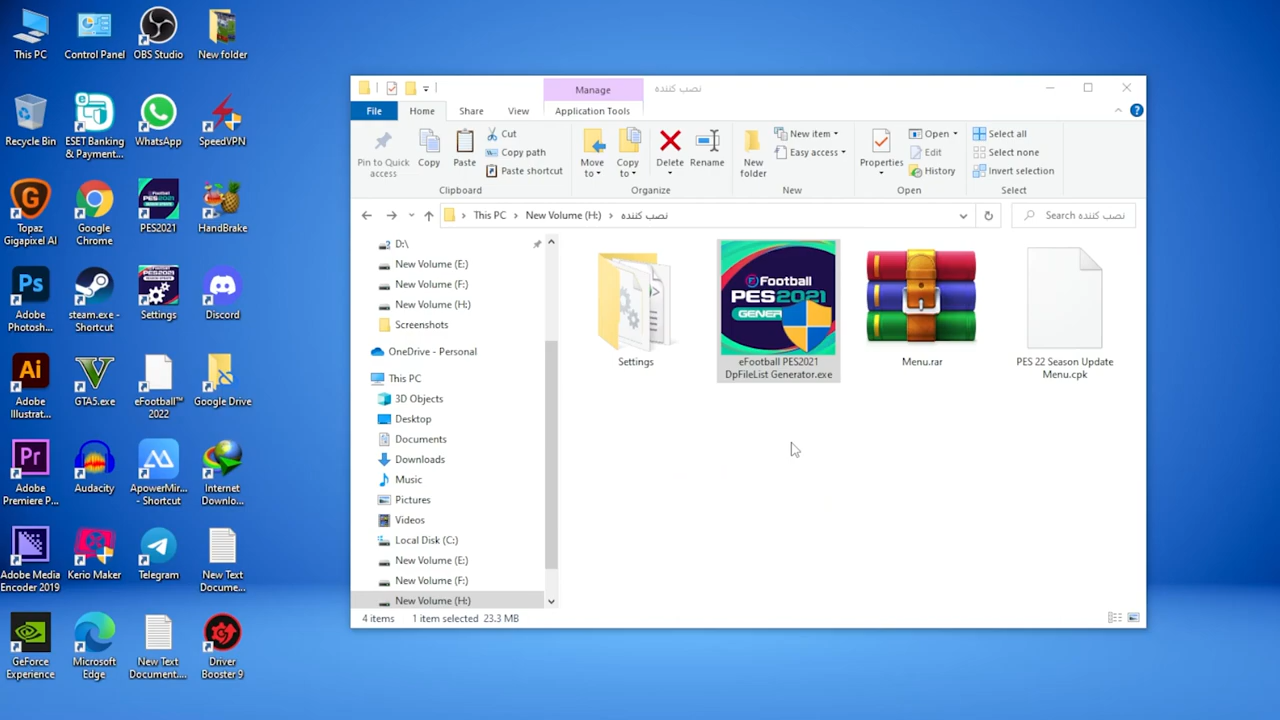 This PC
Control Panel
OBS Studio
New folder
Recycle Bin
ESET Banking
& Payment...
WhatsApp
SpeedVPN
Topaz
Gigapixel AI
Google
Chrome
PES2021
HandBrake
Adobe
Photosh...
steam.exe -
Shortcut
Settings
Discord
Adobe
Illustrat...
GTA5.exe
eFootball™
2022
Google Drive
Adobe
Premiere P...
Audacity
ApowerMir...
- Shortcut
Internet
Downlo...
Adobe Media
Encoder 2019
Kerio Maker
Telegram
New Text
Docume...
GeForce
Experience
Microsoft
Edge
New Text
Document....
Driver
Booster 9
Manage
نصب کننده
File
Home
Share
View
Application Tools
Pin to Quick
access
Copy
Paste
Cut
Copy path
Paste shortcut
Clipboard
Move
to
Copy
to
Delete
Rename
Organize
New
folder
New item
Easy access
New
Properties
Open
Edit
History
Open
Select all
Select none
Invert selection
Select
This PC
New Volume (H:)
نصب کننده
Search نصب کننده
D:\
New Volume (E:)
New Volume (F:)
New Volume (H:)
Screenshots
OneDrive - Personal
This PC
3D Objects
Desktop
Documents
Downloads
Music
Pictures
Videos
Local Disk (C:)
New Volume (E:)
New Volume (F:)
New Volume (H:)
Settings
eFootball PES2021
DpFileList Generator.exe
Menu.rar
PES 22 Season Update
Menu.cpk
Football
PES2021
GENERA
4 items
1 item selected 23.3 MB